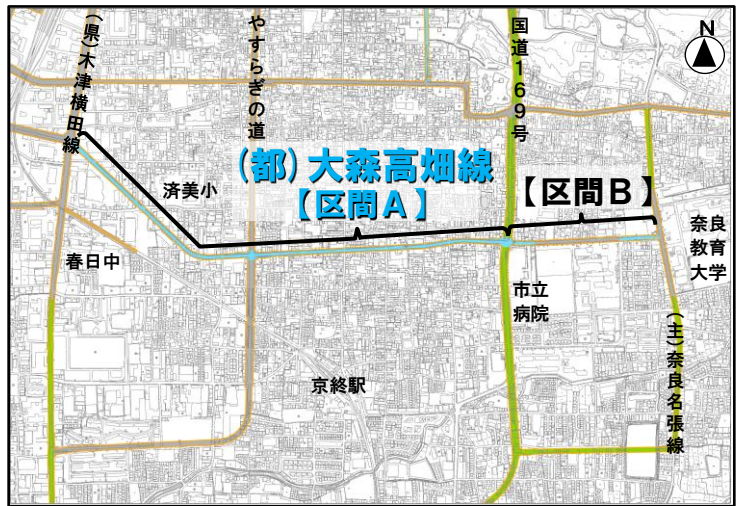 (県)木津横田線
やすらぎの道
国道169号
N
(都)大森高畑線
【区間A】
【区間B】
済美小
春日中
奈良
教育
大学
市立
病院
京終駅
(主)奈良名張線